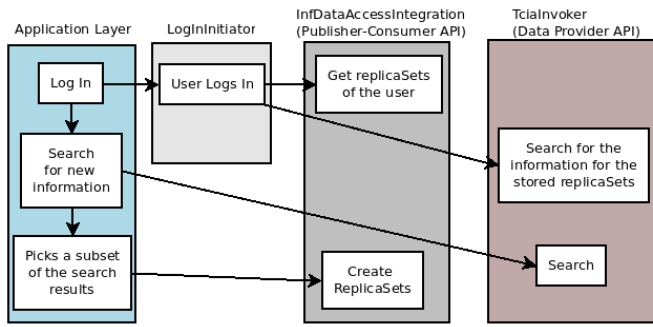 Application Layer
LogInInitiator
InfDataAccessIntegration
(Publisher-Consumer API)
TciaInvoker
(Data Provider API)
Log In
User Logs In
Get replicaSets
of the user
Search
for new
information
Search for the
information for the
stored replicaSets
Picks a subset
of the search
results
Create
ReplicaSets
Search